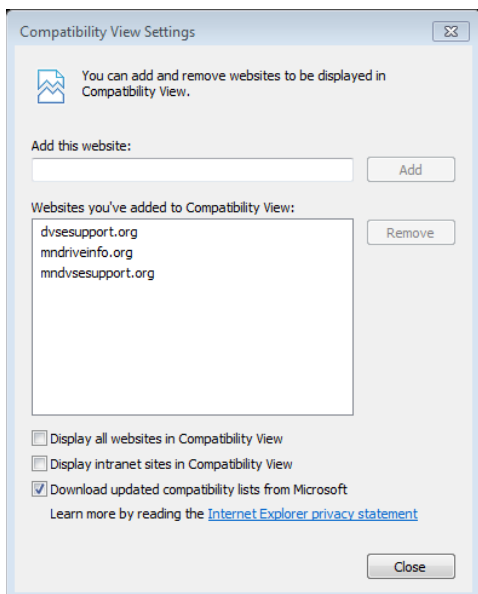 Compatibility View Settings
You can add and remove websites to be displayed in
Compatibility View.
Add this website:
Add
Websites you've added to Compatibility View:
dvsesupport.org
mndriveinfo.org
mndvsesupport.org
Remove
Display all websites in Compatibility View
Display intranet sites in Compatibility View
Download updated compatibility lists from Microsoft
Learn more by reading the Internet Explorer privacy statement
Close